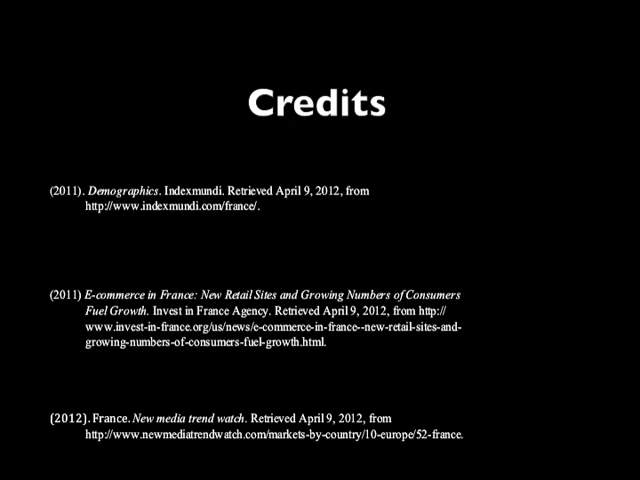 Credits
(2011). Demographics. Indexmundi. Retrieved April 9, 2012, from
http://www.indexmundi.com/france/.
(2011) E-commerce in France: New Retail Sites and Growing Numbers of Consumers
Fuel Growth. Invest in France Agency. Retrieved April 9, 2012, from http://
www.invest-in-france.org/us/news/e-commerce-in-france--new-retail-sites-and-
growing-numbers-of-consumers-fuel-growth.html.
(2012). France. New media trend watch. Retrieved April 9, 2012, from
http://www.newmediatrendwatch.com/markets-by-country/10-europe/52-france.